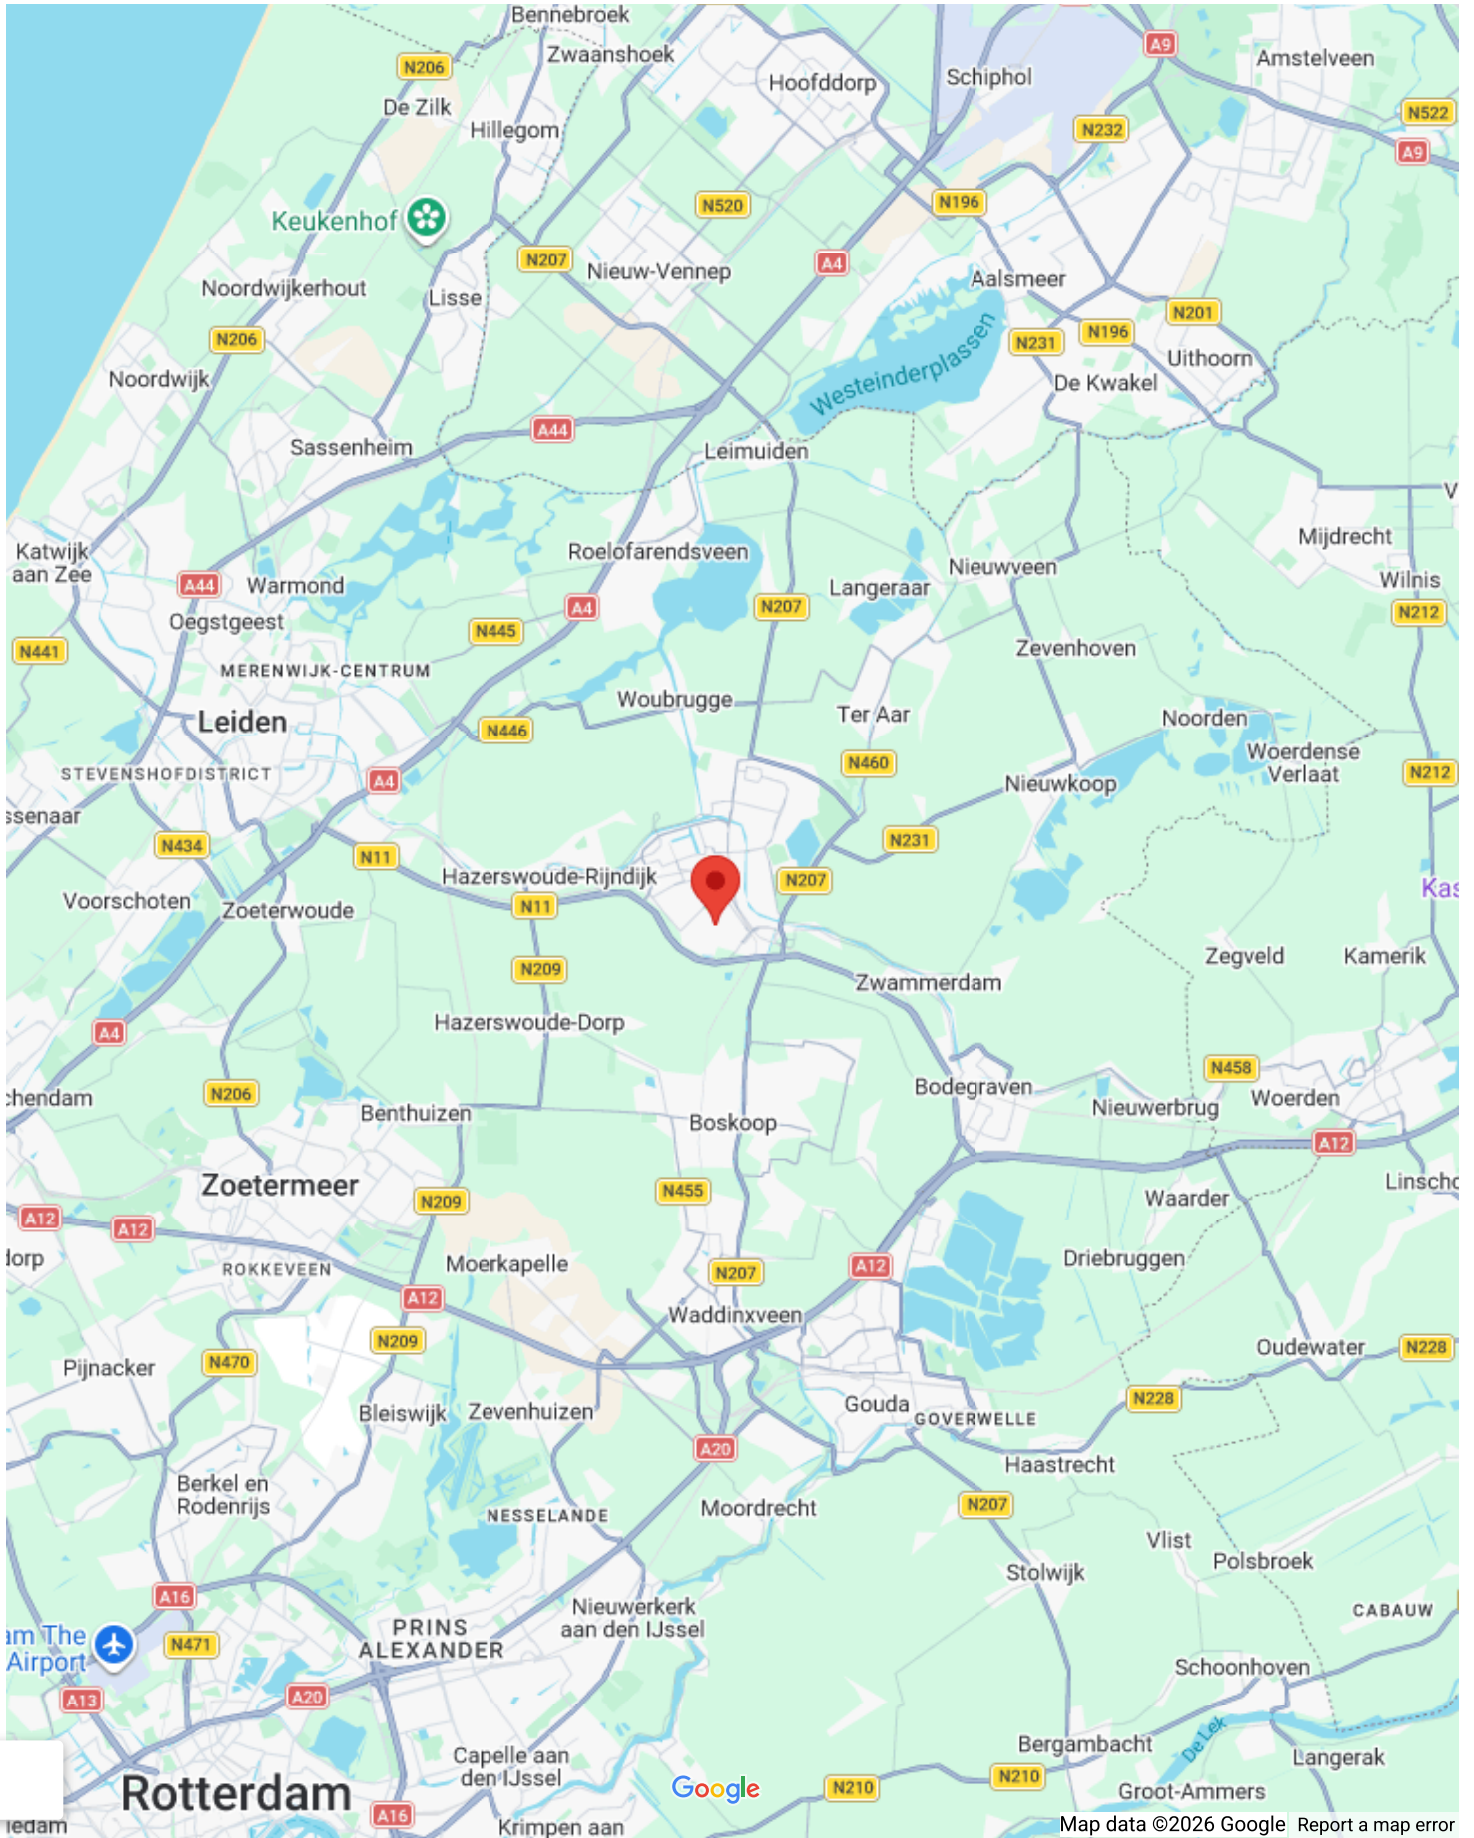 Bennebroek
Zwaanshoek
A9
Amstelveen
N206
Hoofddorp
Schiphol
De Zilk
N522
Hillegom
N232
A9
N520
N196
Keukenhof
N207
Nieuw-Vennep
A4
Aalsmeer
Noordwijkerhout
Lisse
N201
N206
N231
N196
Westeinderplassen
Uithoorn
Noordwijk
De Kwakel
A44
Sassenheim
Leimuiden
V
Mijdrecht
Katwijk
aan Zee
Roelofarendsveen
Nieuwveen
A44
Warmond
Langeraar
Wilnis
A4
N207
N212
Oegstgeest
N445
N441
Zevenhoven
MERENWIJK-CENTRUM
Woubrugge
Ter Aar
Noorden
Leiden
N446
Woerdense
Verlaat
N460
N212
STEVENSHOFDISTRICT
A4
Nieuwkoop
ssenaar
N434
N231
N11
Hazerswoude-Rijndijk
N207
Kas
Voorschoten
Zoeterwoude
N11
Zegveld
Kamerik
N209
Zwammerdam
Hazerswoude-Dorp
A4
N458
chendam
N206
Bodegraven
Benthuizen
Nieuwerbrug
Woerden
Boskoop
A12
Zoetermeer
N455
Linscho
N209
Waarder
A12
A12
dorp
Moerkapelle
Driebruggen
ROKKEVEEN
N207
A12
A12
Waddinxveen
N209
Oudewater
N228
Pijnacker
N470
N228
Bleiswijk
Zevenhuizen
Gouda
GOVERWELLE
A20
Haastrecht
Berkel en
Rodenrijs
NESSELANDE
Moordrecht
N207
Vlist
Polsbroek
Stolwijk
A16
Nieuwerkerk
aan den IJssel
CABAUW
PRINS
ALEXANDER
am The
Airport
N471
Schoonhoven
A13
A20
De Lek
Bergambacht
Capelle aan
den IJssel
Langerak
Rotterdam
Google
N210
N210
Groot-Ammers
A16
Krimpen aan
iedam
Map data ©2026 Google
Report a map error